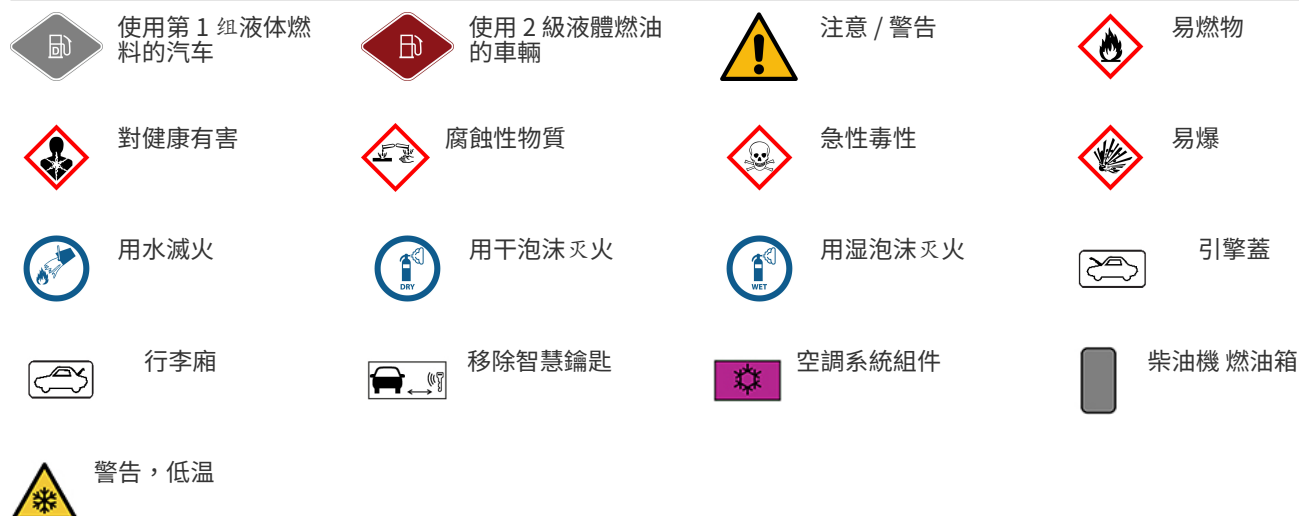 D
使用第 1 组液体燃
料的汽车
使用 2 級液體燃油
的車輛
注意 / 警告
易燃物
對健康有害
腐蝕性物質
急性毒性
易爆
用水滅火
DRY
用干泡沫灭火
WET
用湿泡沫灭火
引擎蓋
行李廂
移除智慧鑰匙
空調系統組件
柴油機 燃油箱
警告，低温